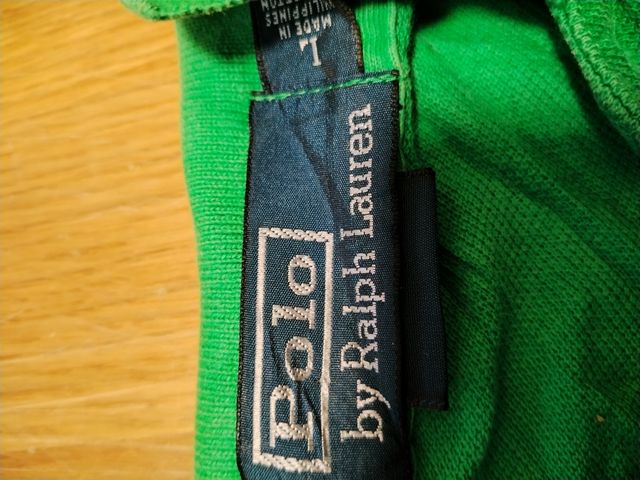 Polo
by Ralph Lauren
L
MADE IN
PHILIPPINES